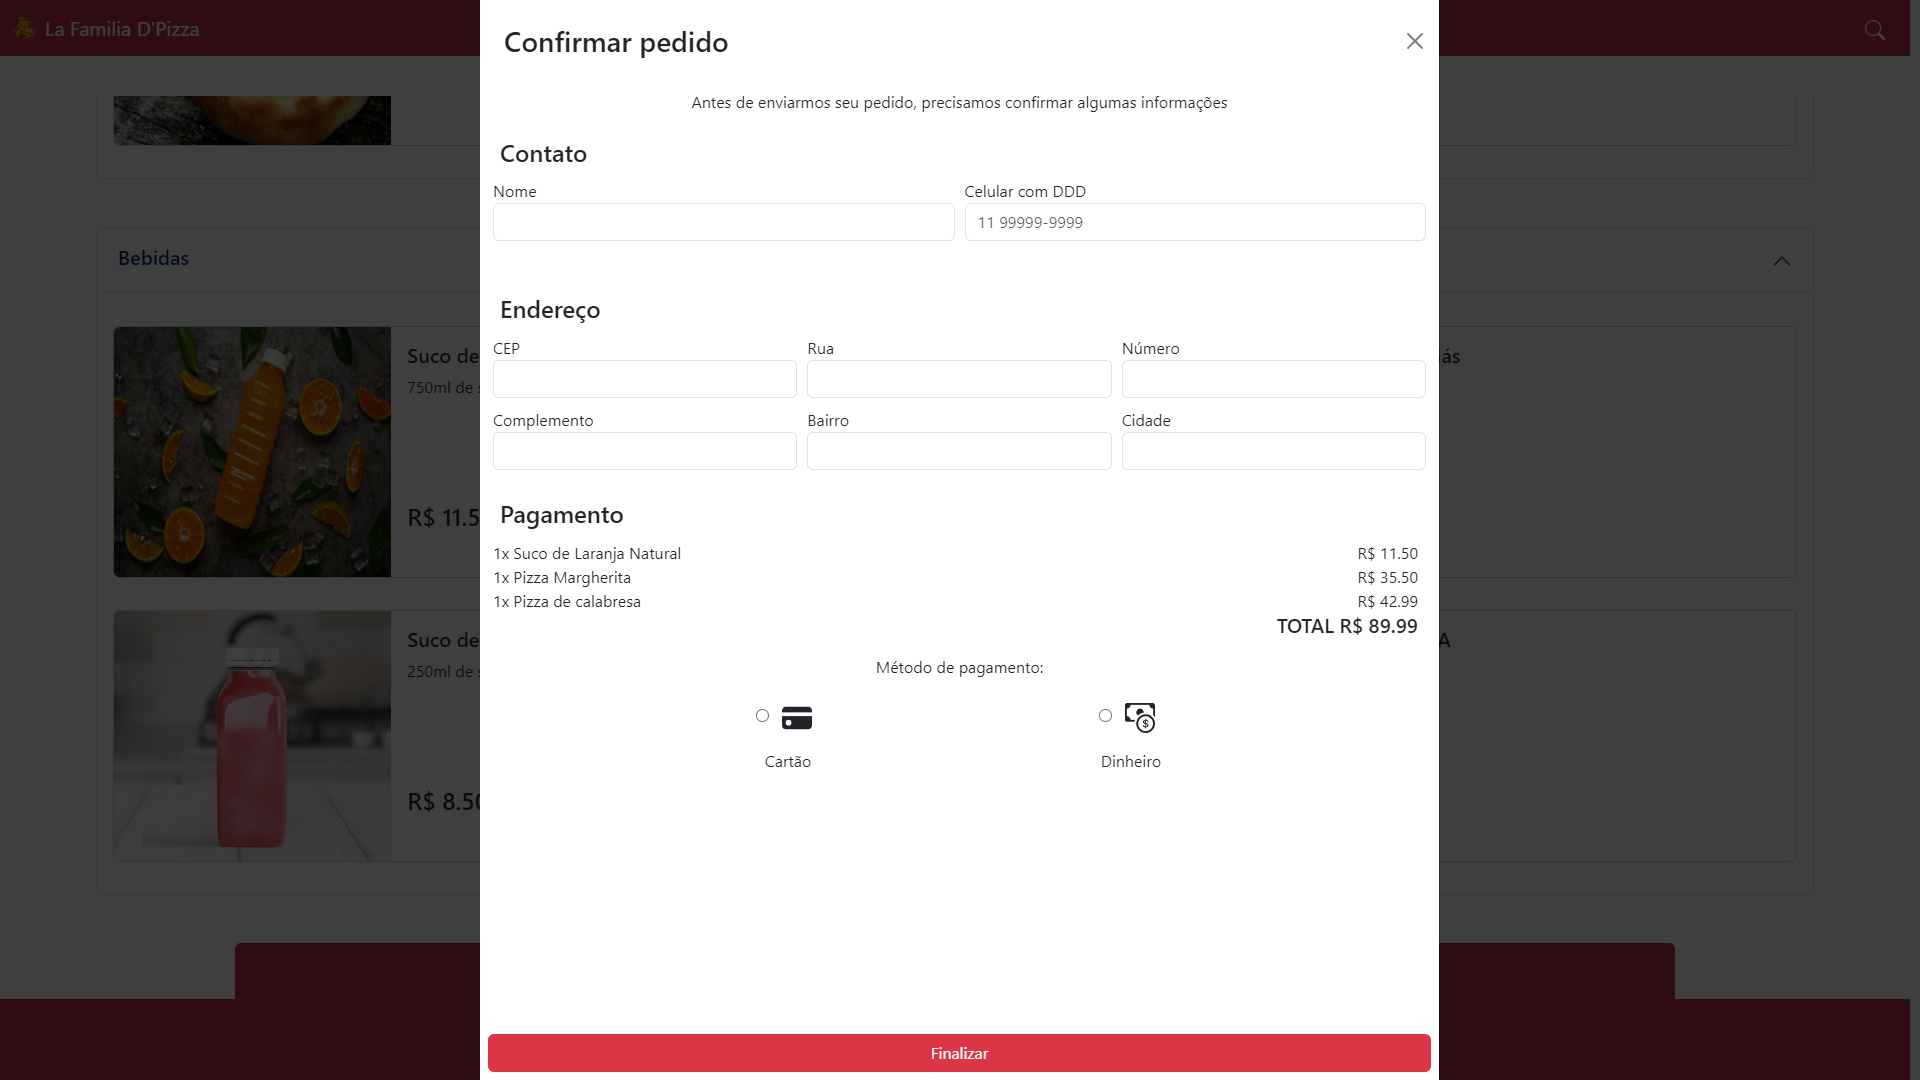 La Familia D'Pizza
Confirmar pedido
Antes de enviarmos seu pedido, precisamos confirmar algumas informações
Contato
Nome
Celular com DDD
11 99999-9999
Endereço
CEP
Rua
Número
Complemento
Bairro
Cidade
Pagamento
1x Suco de Laranja Natural R$ 11.50
1x Pizza Margherita R$ 35.50
1x Pizza de calabresa R$ 42.99
TOTAL R$ 89.99
Método de pagamento:
Cartão
Dinheiro
Finalizar
Bebidas
Suco de
750ml de
R$ 11.5
Suco de
250ml de
R$ 8.50